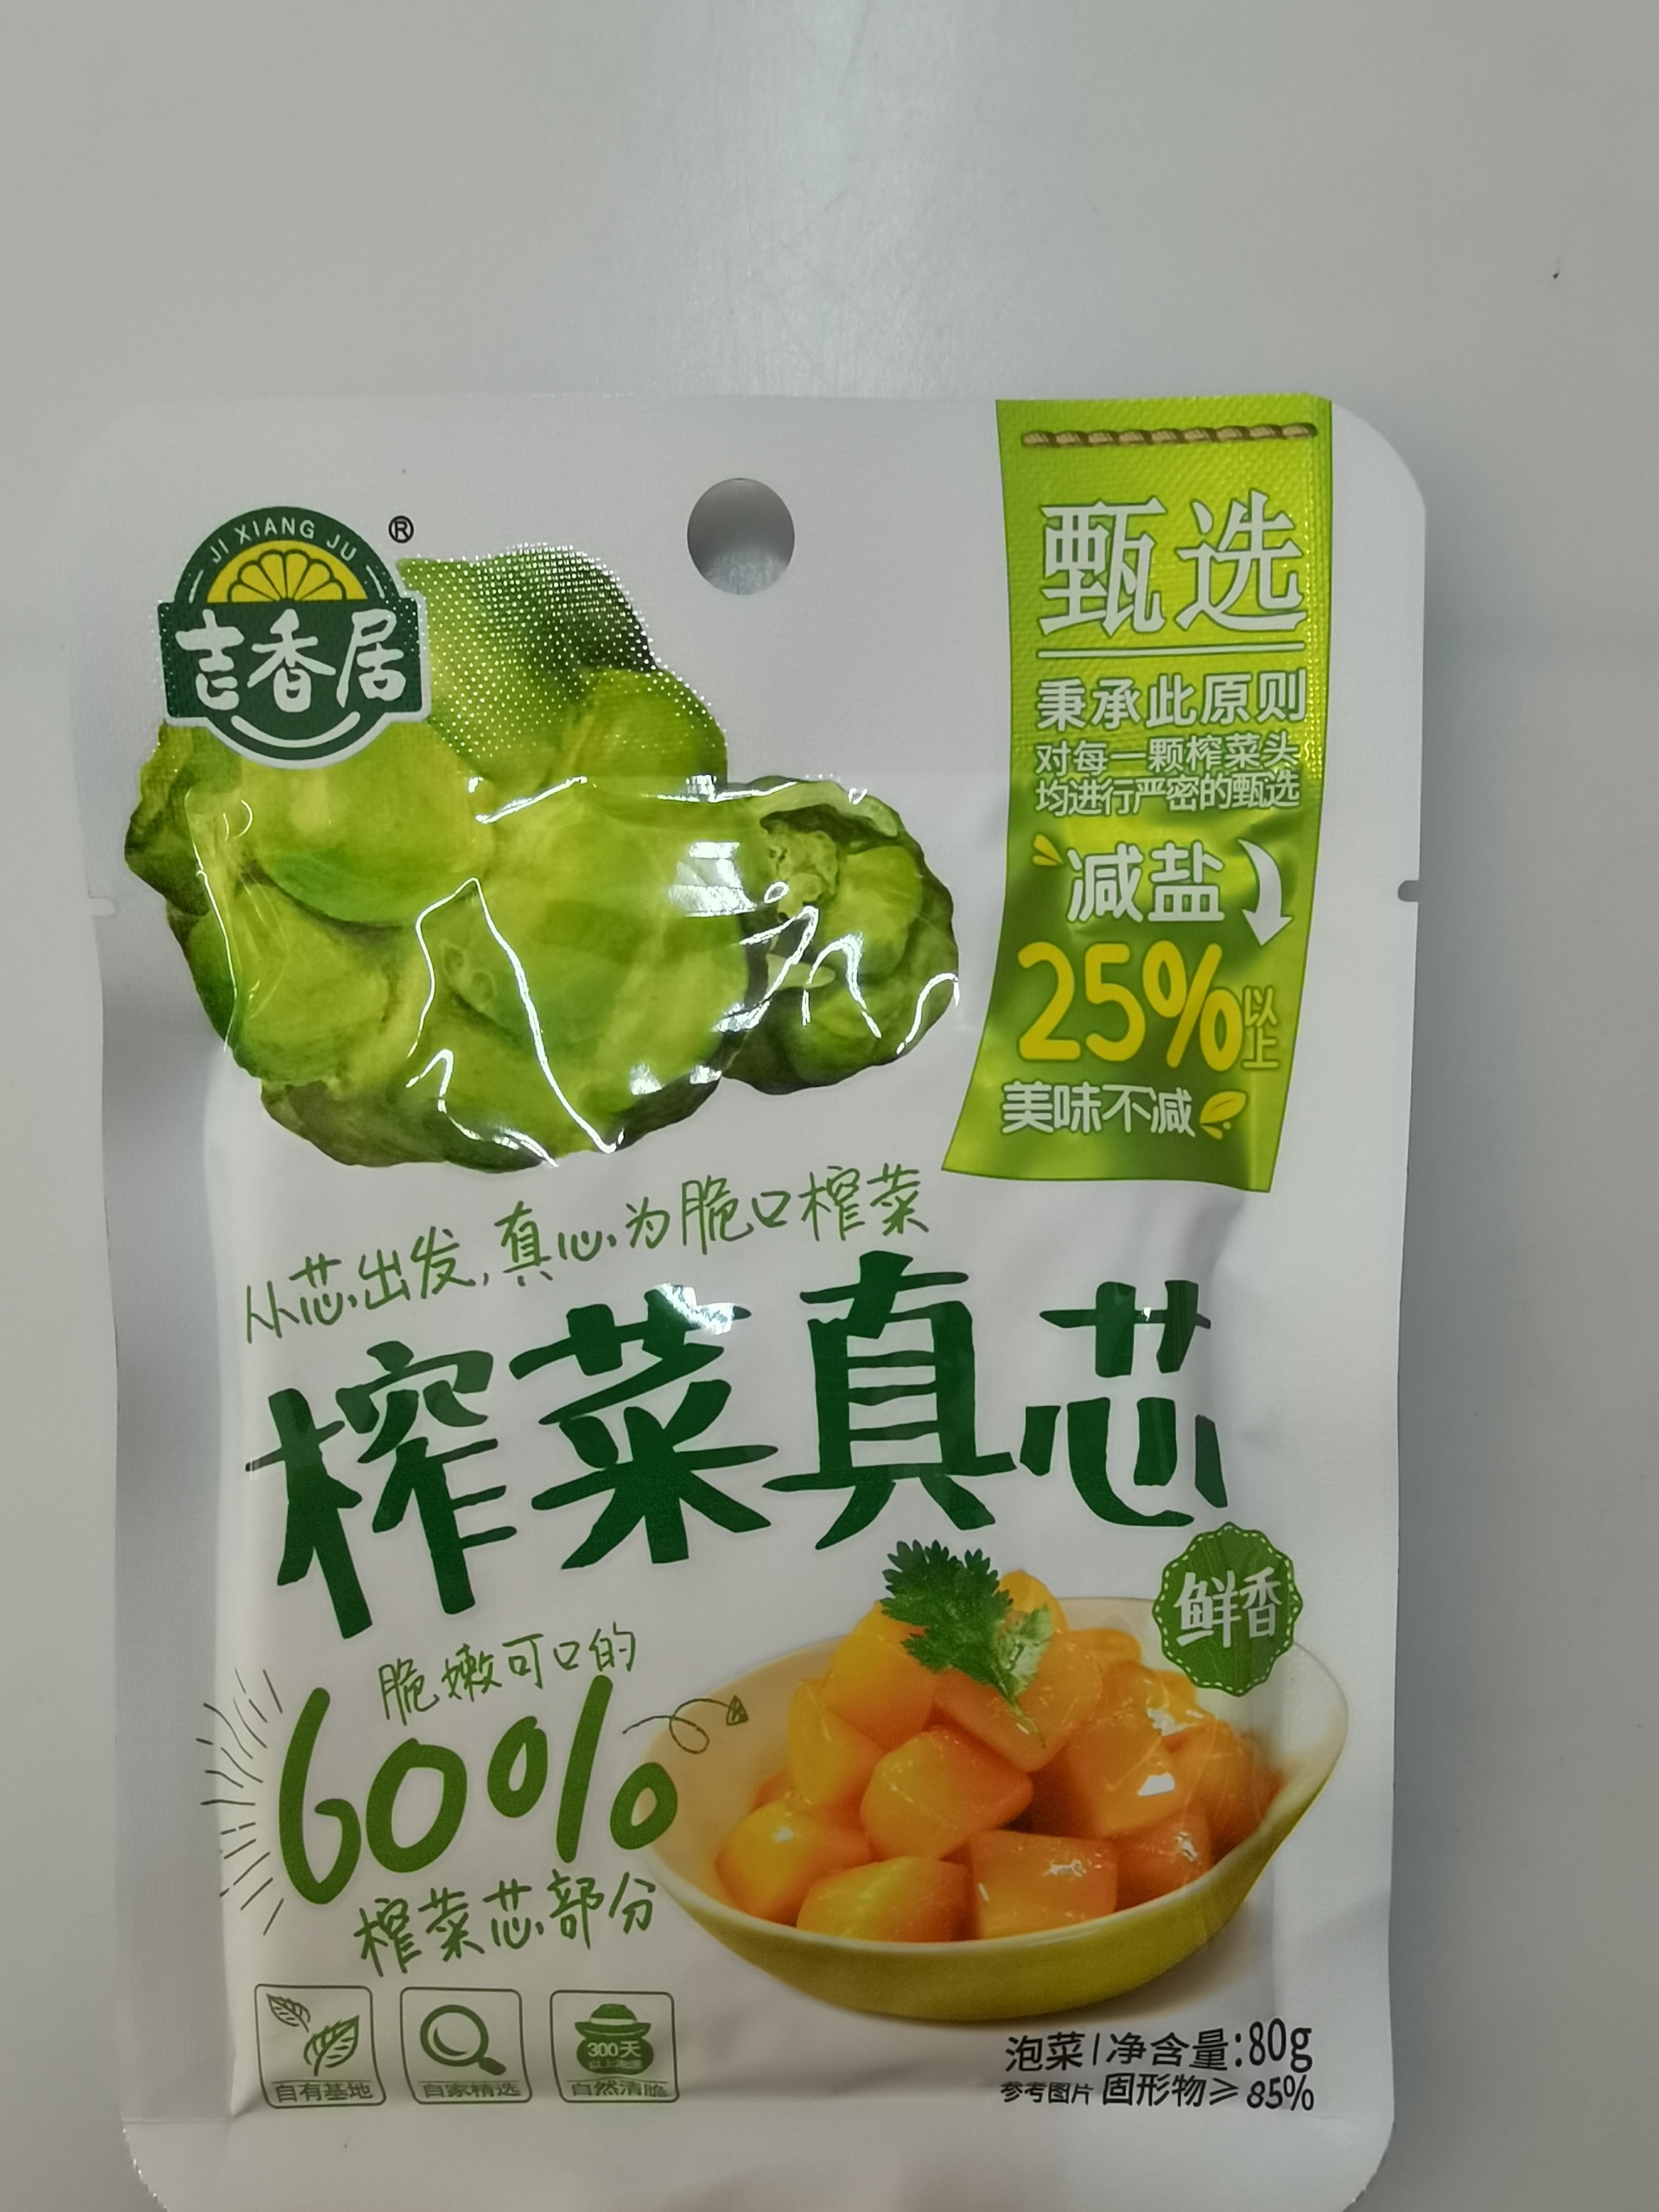 JI XIANG JU
®
吉香居
甄选
秉承此原则
对每一颗榨菜头
均进行严密的甄选
减盐
25%以上
美味不减
从芯出发,真心为脆口榨菜
榨菜真芯
鲜香
脆嫩可口的
60%
榨菜芯部分
300天
自有基地
自家精选
自然清脆
泡菜|净含量:80g
参考图片 固形物≥85%